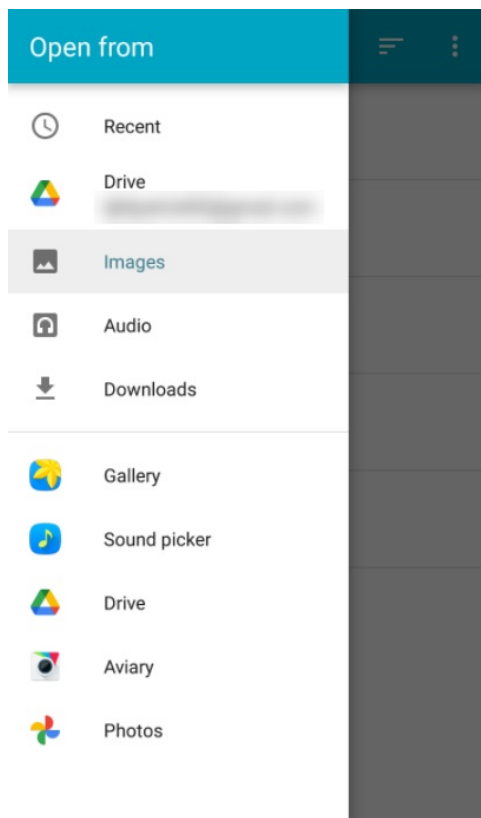 Open from
Recent
Drive
Images
Audio
Downloads
Gallery
Sound picker
Drive
Aviary
Photos